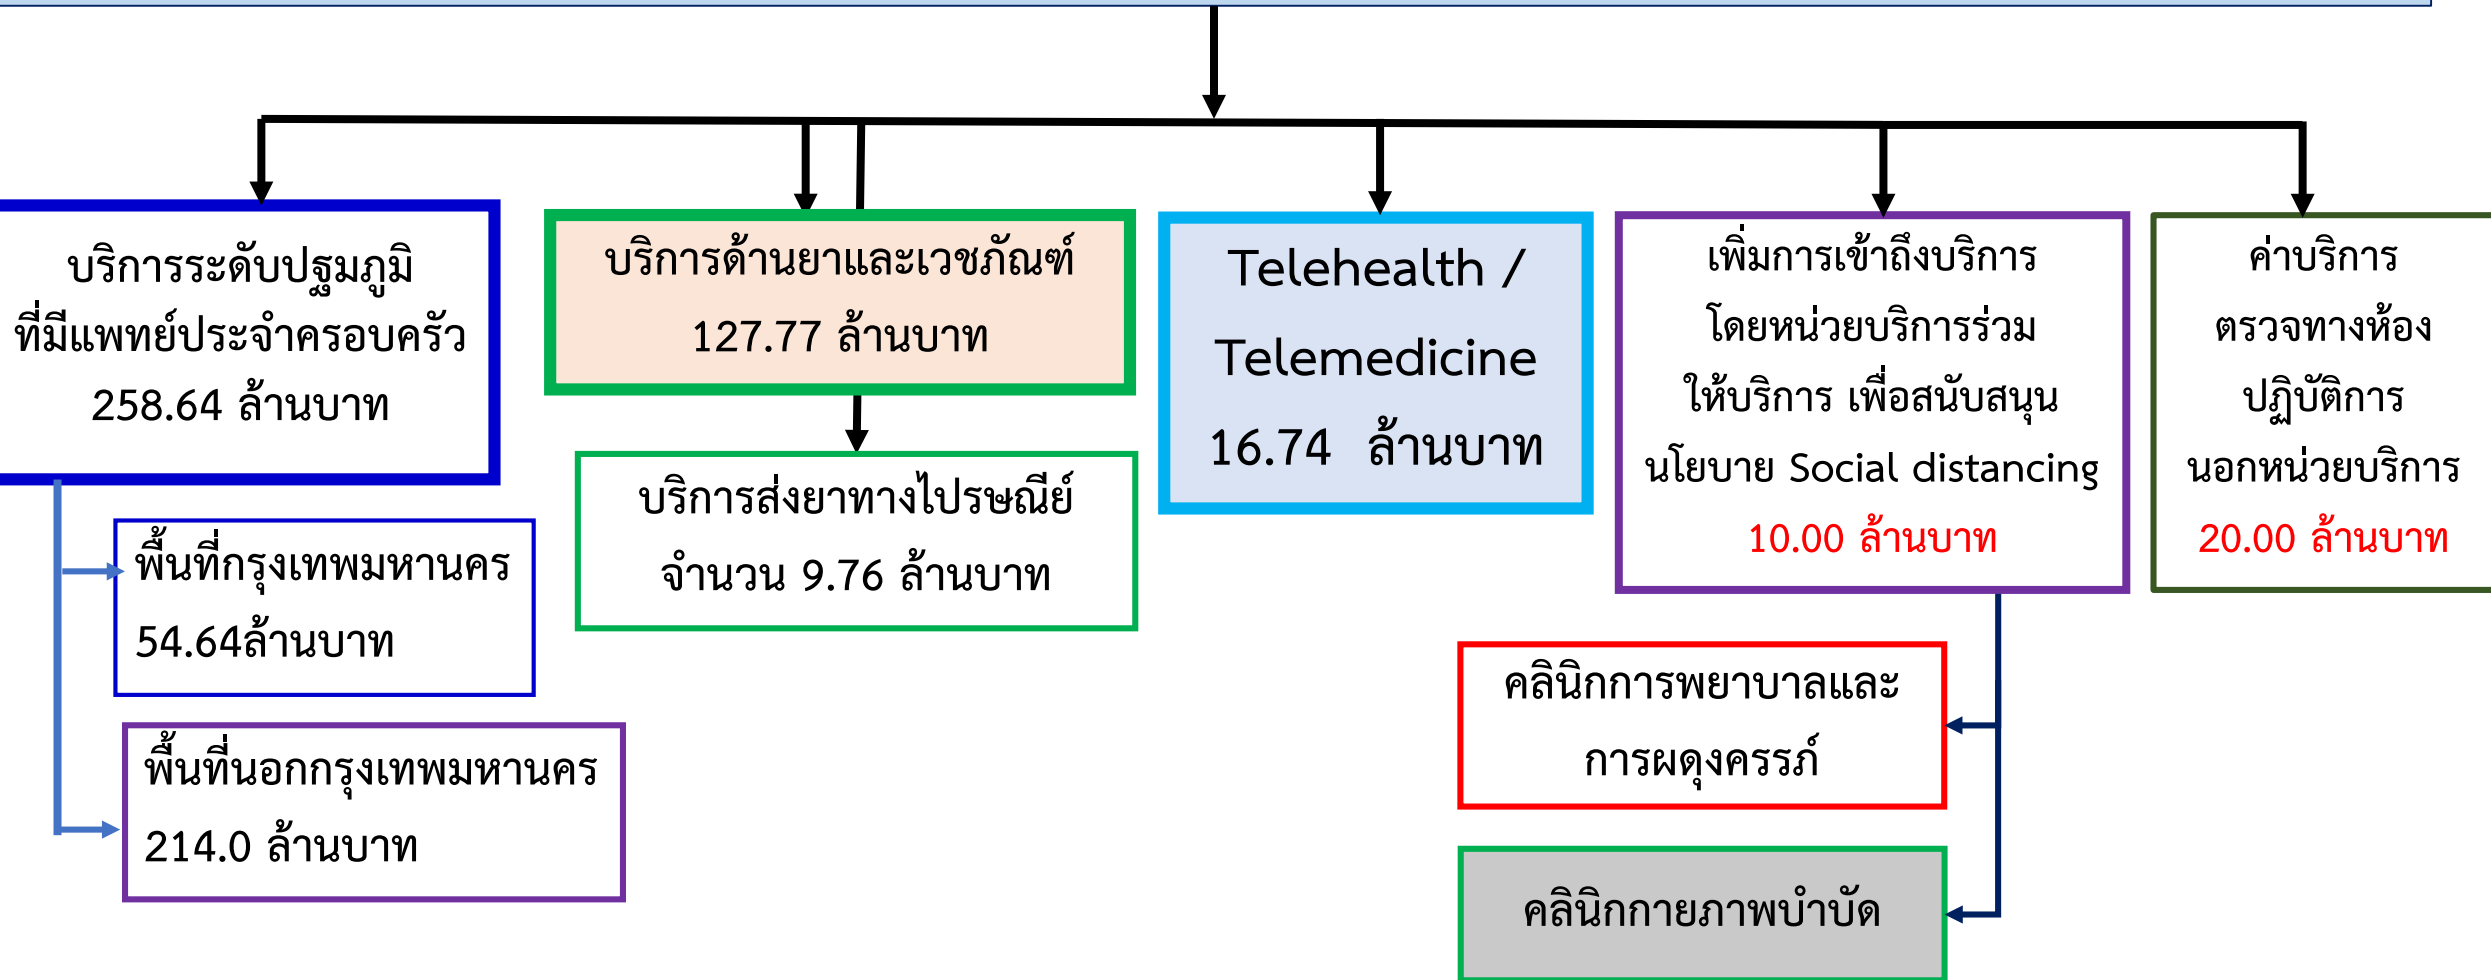 บริการระดับปฐมภูมิ
ที่มีแพทย์ประจำครอบครัว
258.64 ล้านบาท
พื้นที่กรุงเทพมหานคร
54.64ล้านบาท
พื้นที่นอกกรุงเทพมหานคร
214.0 ล้านบาท
บริการด้านยาและเวชภัณฑ์
127.77 ล้านบาท
บริการส่งยาทางไปรษณีย์
จำนวน 9.76 ล้านบาท
Telehealth /
Telemedicine
16.74 ล้านบาท
เพิ่มการเข้าถึงบริการ
โดยหน่วยบริการร่วม
ให้บริการ เพื่อสนับสนุน
นโยบาย Social distancing
10.00 ล้านบาท
คลินิกการพยาบาลและ
การผดุงครรภ์
คลินิกกายภาพบำบัด
ค่าบริการ
ตรวจทางห้อง
ปฏิบัติการ
นอกหน่วยบริการ
20.00 ล้านบาท